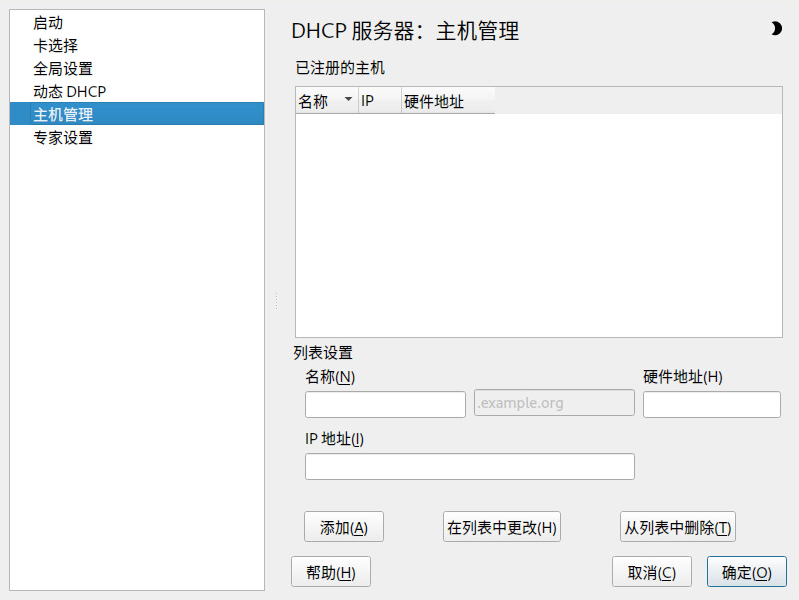 启动
卡选择
全局设置
动态 DHCP
主机管理
专家设置
DHCP 服务器：主机管理
已注册的主机
名称 IP 硬件地址
列表设置
名称(N) 硬件地址(H)
.example.org
IP 地址(I)
添加(A) 在列表中更改(H) 从列表中删除(T)
帮助(H) 取消(C) 确定(O)